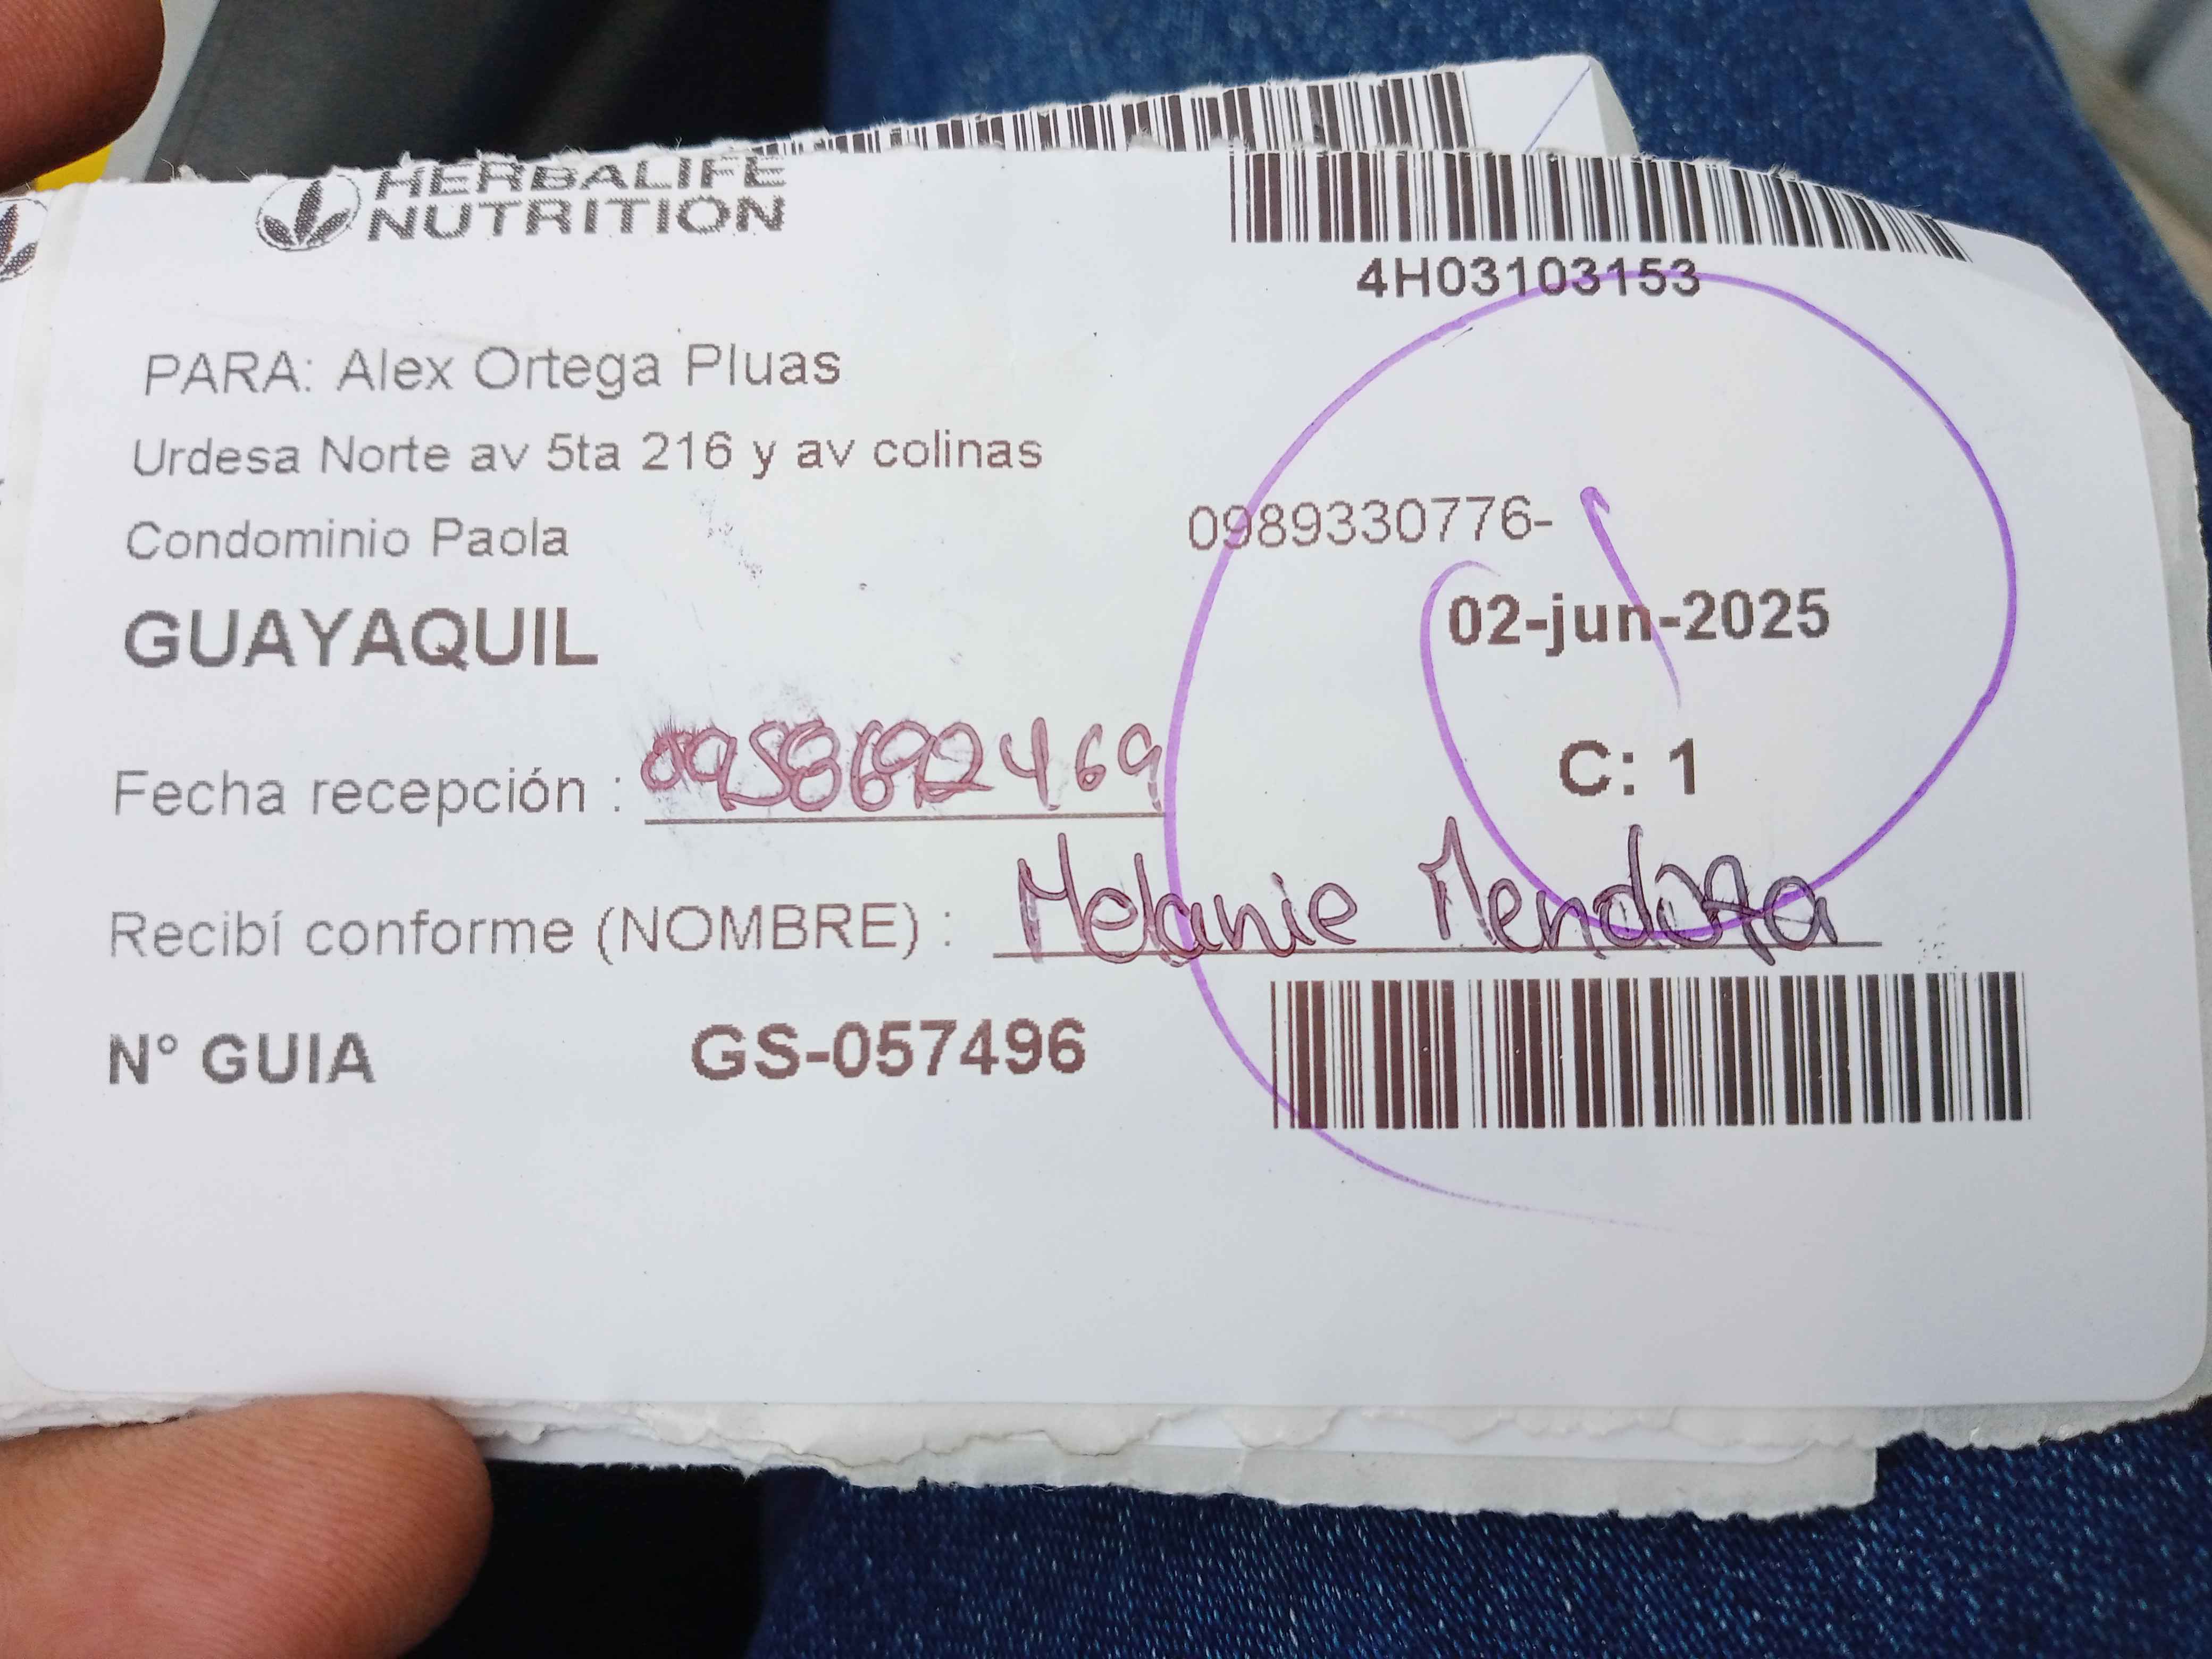 HERBALIFE
NUTRITION
4H03103153
PARA: Alex Ortega Pluas
Urdesa Norte av 5ta 216 y av colinas
Condominio Paola
0989330776-
GUAYAQUIL
02-jun-2025
C: 1
Fecha recepción : 0958692469
Recibí conforme (NOMBRE) : Melanie Mendoza
N° GUIA GS-057496